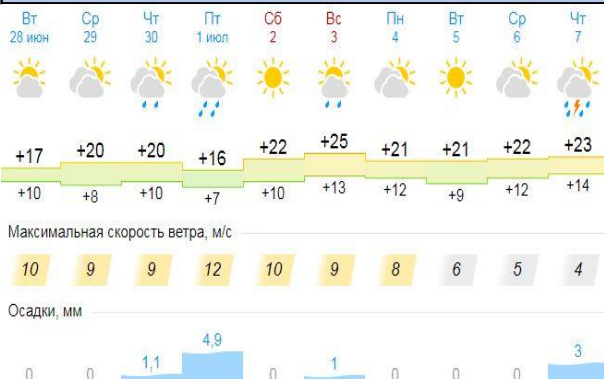 Вт Ср Чт Пт Сб Вс Пн Вт Ср Чт
28 июн 29 30 1 июл 2 3 4 5 6 7
+17 +20 +20 +16 +22 +25 +21 +21 +22 +23
+10 +8 +10 +7 +10 +13 +12 +9 +12 +14
Максимальная скорость ветра, м/с
10 9 9 12 10 9 8 6 5 4
Осадки, мм
0 0 1,1 4,9 0 1 0 0 0 3